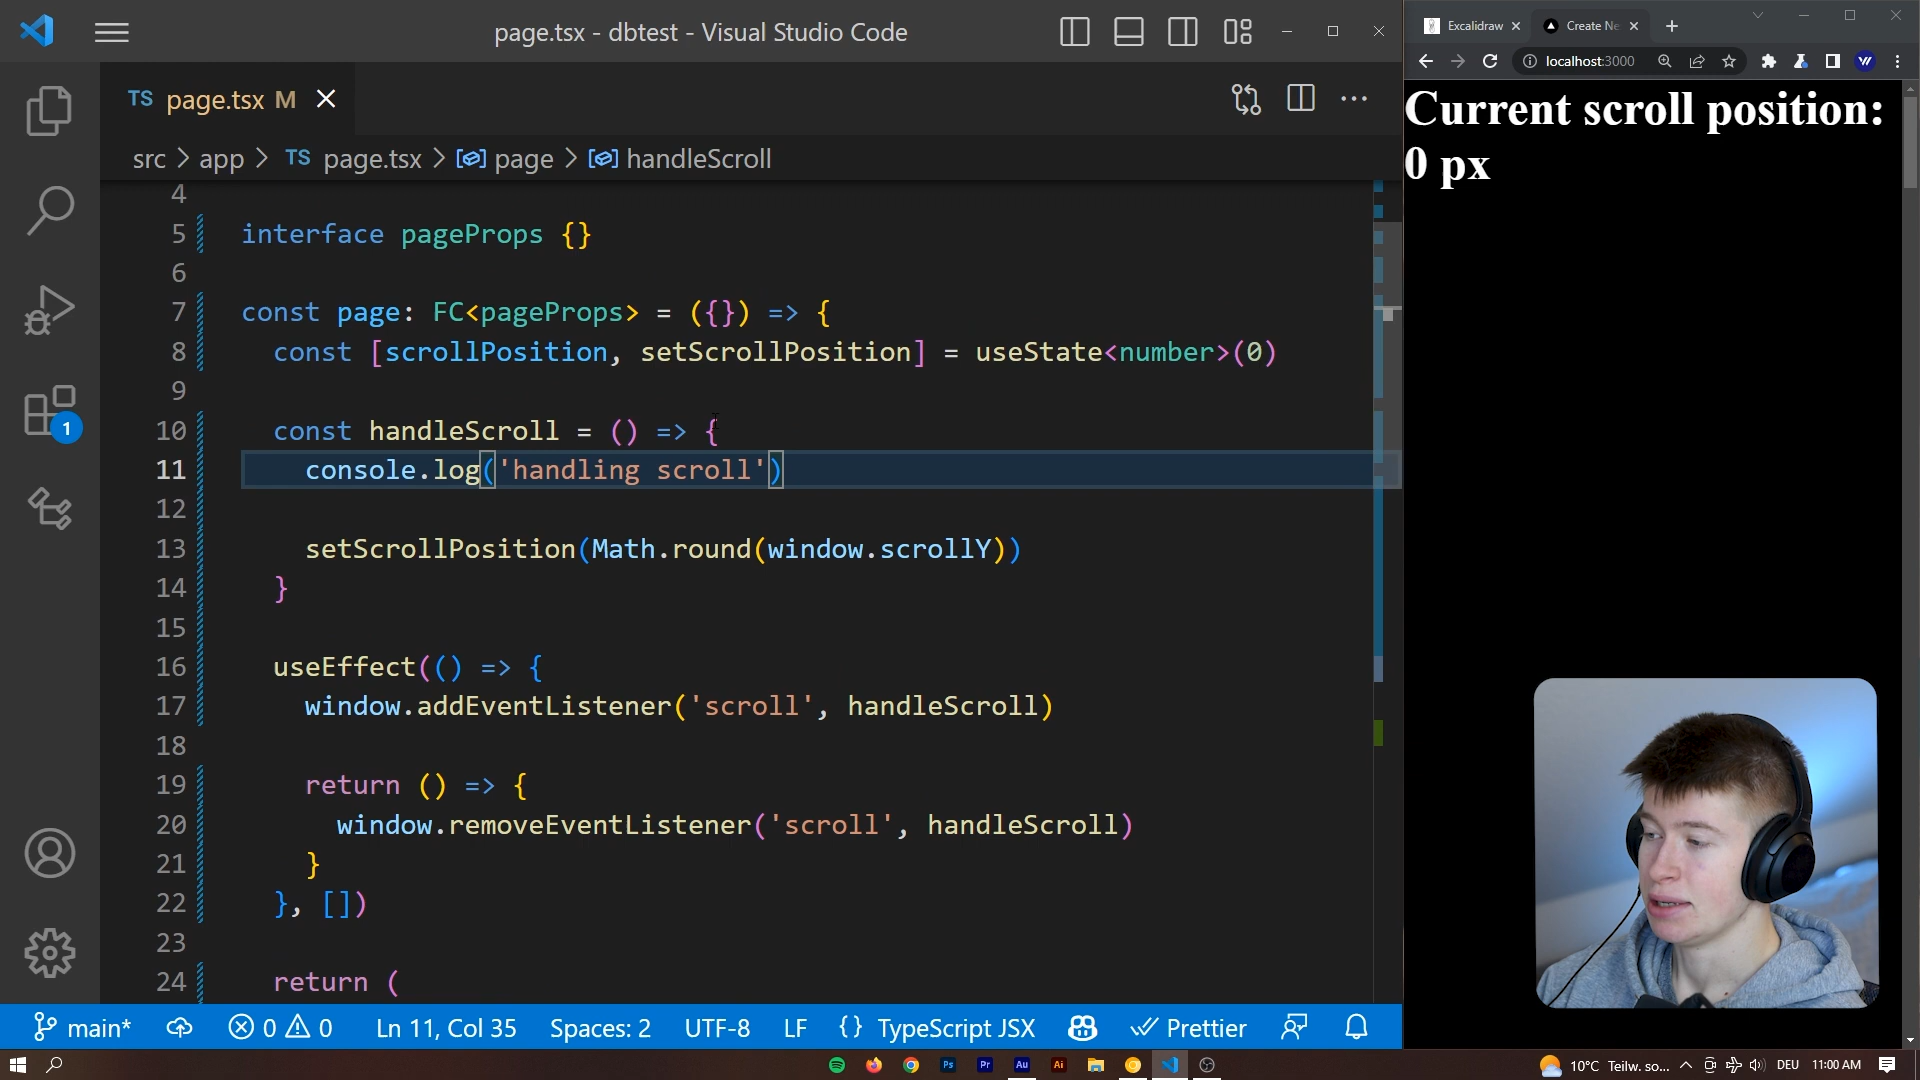 page.tsx - dbtest - Visual Studio Code
TS page.tsx M
src > app > TS page.tsx > page > handleScroll
4
5 interface pageProps {}
6
7 const page: FC<pageProps> = ({}) => {
8 const [scrollPosition, setScrollPosition] = useState<number>(0)
9
10 const handleScroll = () => {
11 console.log('handling scroll')
12
13 setScrollPosition(Math.round(window.scrollY))
14 }
15
16 useEffect(() => {
17 window.addEventListener('scroll', handleScroll)
18
19 return () => {
20 window.removeEventListener('scroll', handleScroll)
21 }
22 }, [])
23
24 return (
1
main* 0 0 Ln 11, Col 35 Spaces: 2 UTF-8 LF {} TypeScript JSX Prettier
Excalidraw Create Ne
localhost:3000
Current scroll position:
0 px
Ps Pr Au Ai
10°C Teilw. so... DEU 11:00 AM